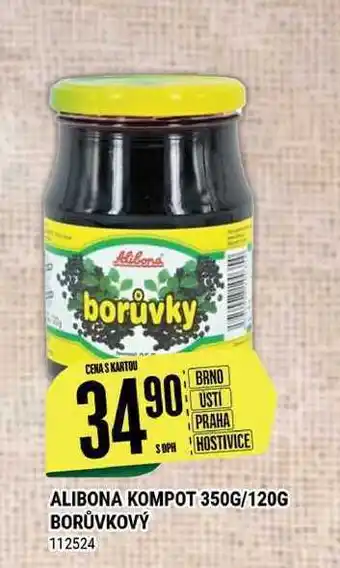 Alibona
borůvky
CENA S KARTOU
34 90
S DPH
BRNO
ÚSTÍ
PRAHA
HOSTIVICE
ALIBONA KOMPOT 350G/120G
BORŮVKOVÝ
112524